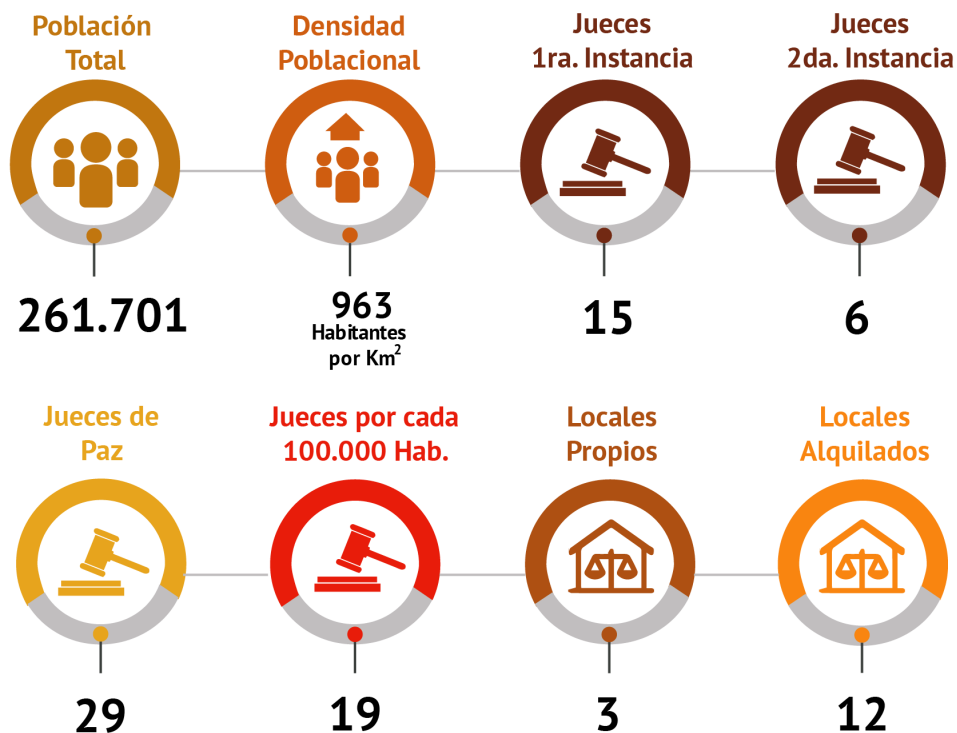 Población
Total
Densidad
Poblacional
Jueces
1ra. Instancia
Jueces
2da. Instancia
261.701
963
Habitantes
por Km²
15
6
Jueces de
Paz
Jueces por cada
100.000 Hab.
Locales
Propios
Locales
Alquilados
29
19
3
12